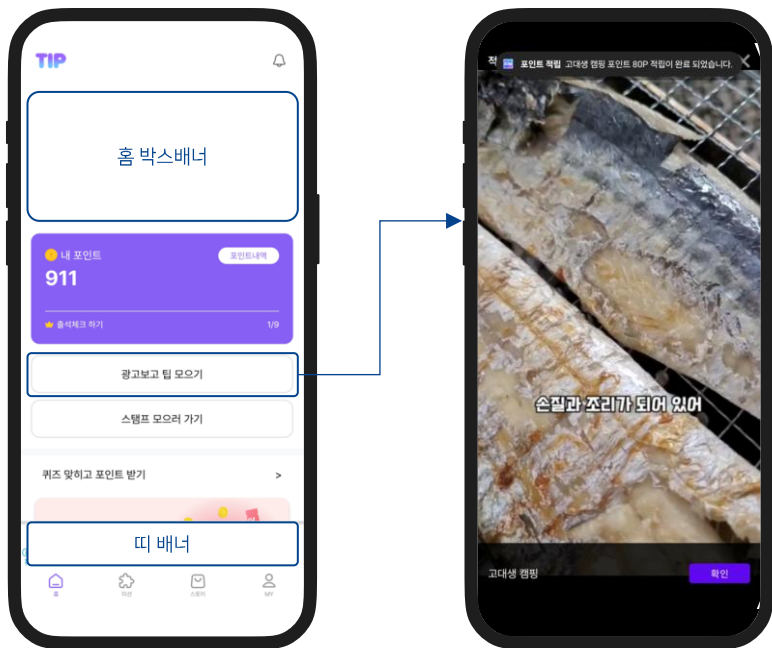 TIP
홈 박스배너
내 포인트
포인트내역
911
출석체크 하기
1/9
광고보고 팁 모으기
스탬프 모으러 가기
퀴즈 맞히고 포인트 받기
>
띠 배너
홈
미션
스토어
MY
적
포인트 적립 고대생 캠핑 포인트 80P 적립이 완료 되었습니다.
손질과 조리가 되어 있어
고대생 캠핑
확인